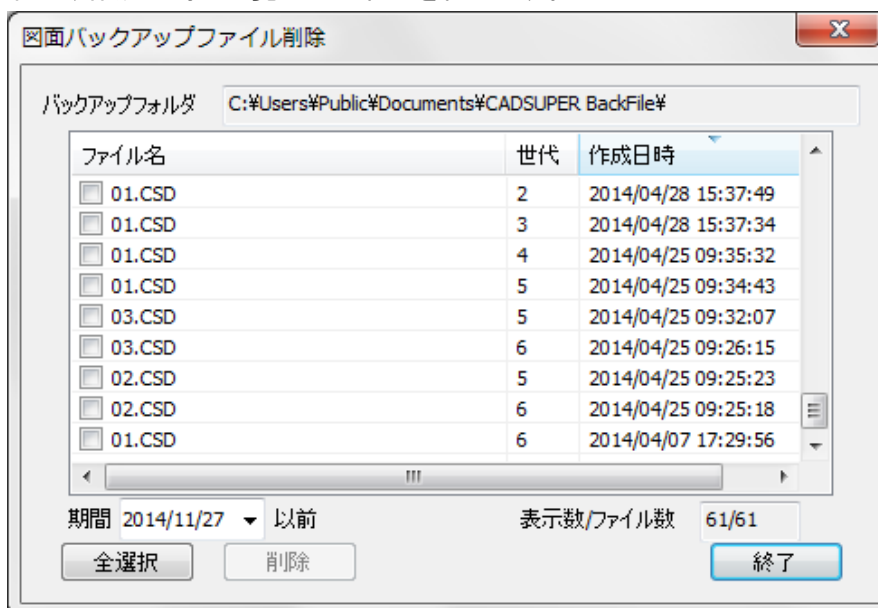 図面バックアップファイル削除
バックアップフォルダ C:¥Users¥Public¥Documents¥CADSUPER BackFile¥
ファイル名 世代 作成日時
01.CSD 2 2014/04/28 15:37:49
01.CSD 3 2014/04/28 15:37:34
01.CSD 4 2014/04/25 09:35:32
01.CSD 5 2014/04/25 09:34:43
03.CSD 5 2014/04/25 09:32:07
03.CSD 6 2014/04/25 09:26:15
02.CSD 5 2014/04/25 09:25:23
02.CSD 6 2014/04/25 09:25:18
01.CSD 6 2014/04/07 17:29:56
期間 2014/11/27 以前 表示数/ファイル数 61/61
全選択 削除 終了